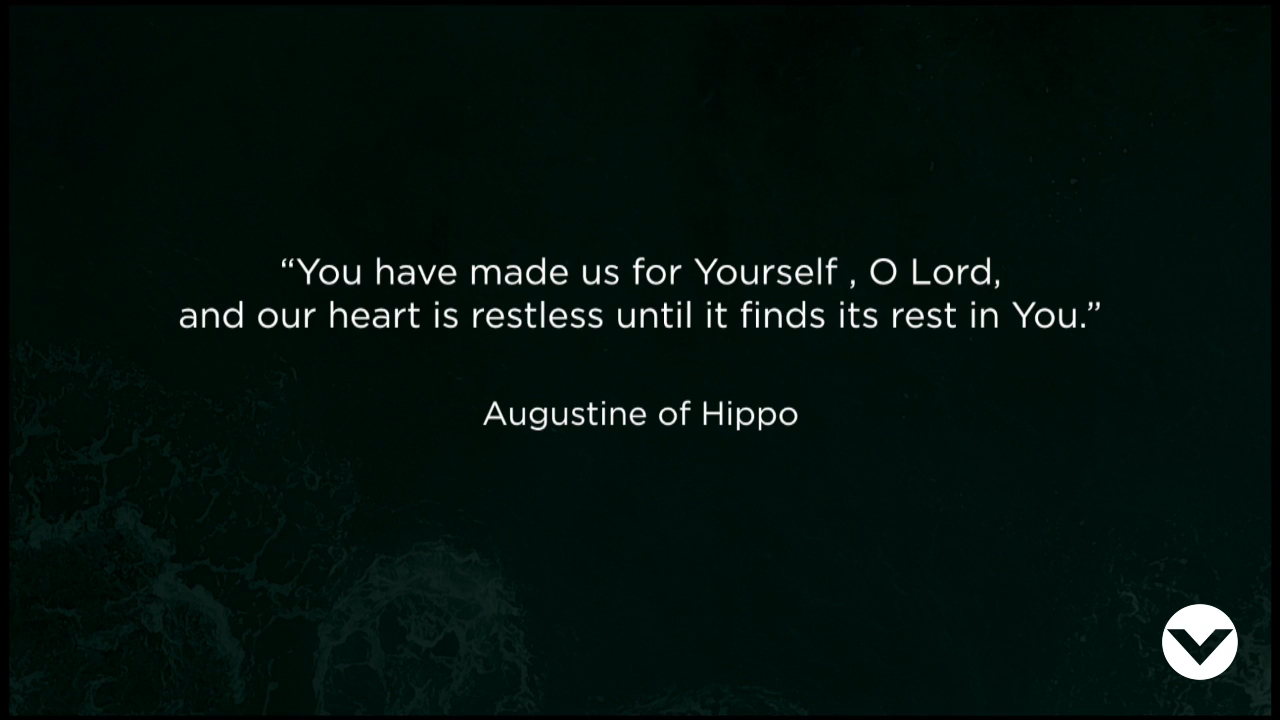 “You have made us for Yourself , O Lord,
and our heart is restless until it finds its rest in You.”
Augustine of Hippo